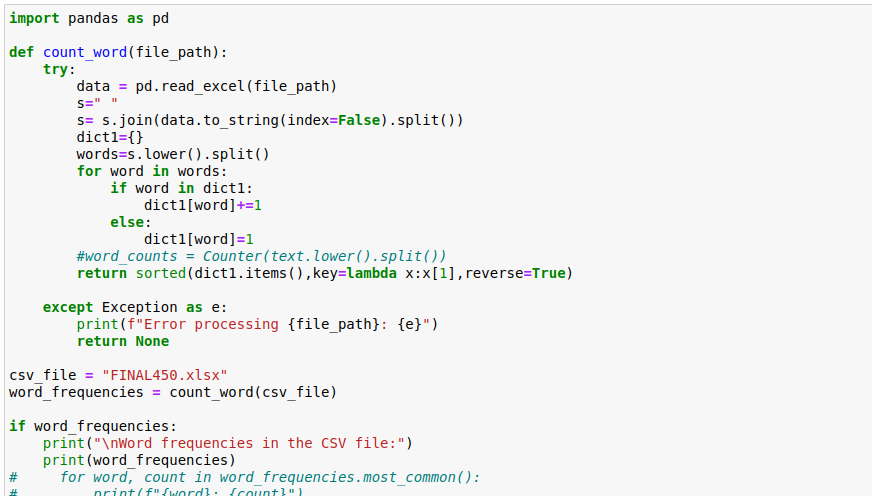 import pandas as pd
def count_word(file_path):
    try:
        data = pd.read_excel(file_path)
        s=" "
        s= s.join(data.to_string(index=False).split())
        dict1={}
        words=s.lower().split()
        for word in words:
            if word in dict1:
                dict1[word]+=1
            else:
                dict1[word]=1
        #word_counts = Counter(text.lower().split())
        return sorted(dict1.items(),key=lambda x:x[1],reverse=True)
    except Exception as e:
        print(f"Error processing {file_path}: {e}")
        return None
csv_file = "FINAL450.xlsx"
word_frequencies = count_word(csv_file)
if word_frequencies:
    print("\nWord frequencies in the CSV file:")
    print(word_frequencies)
#     for word, count in word_frequencies.most_common():
#         print(f"{word}: {count}")